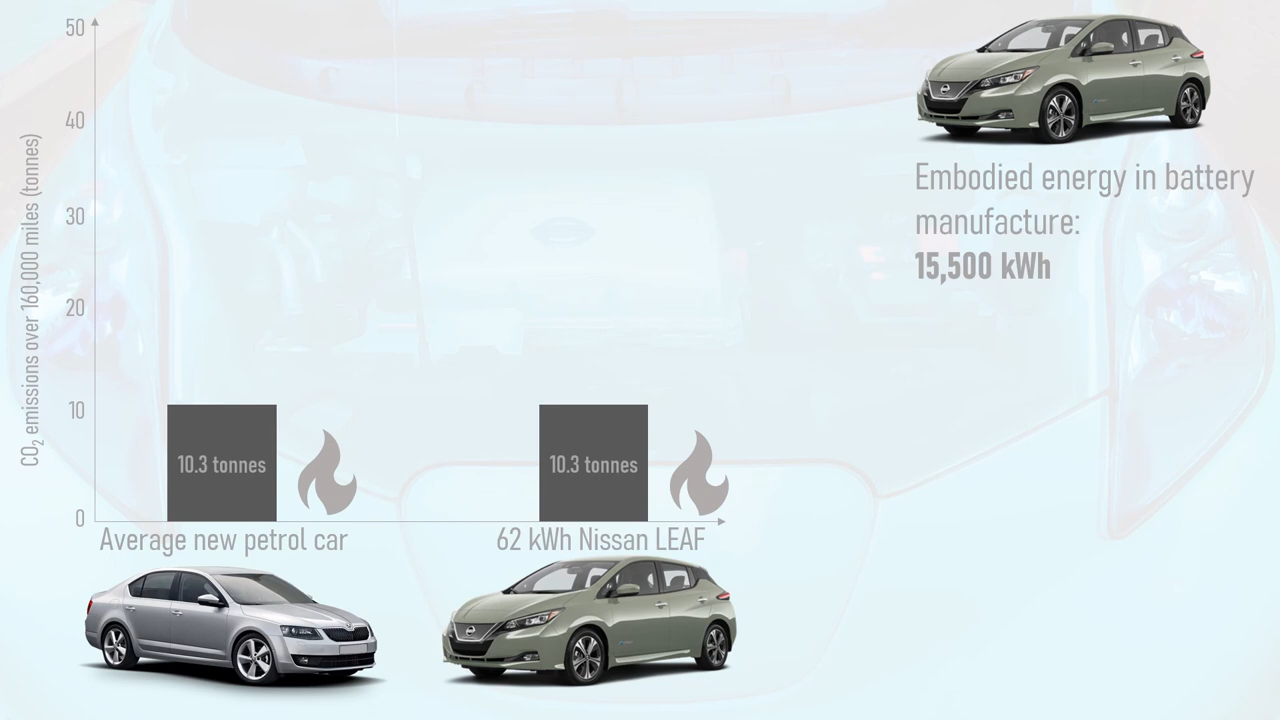 50
40
30
20
10
0
CO₂ emissions over 160,000 miles (tonnes)
10.3 tonnes
10.3 tonnes
Average new petrol car
62 kWh Nissan LEAF
Embodied energy in battery
manufacture:
15,500 kWh